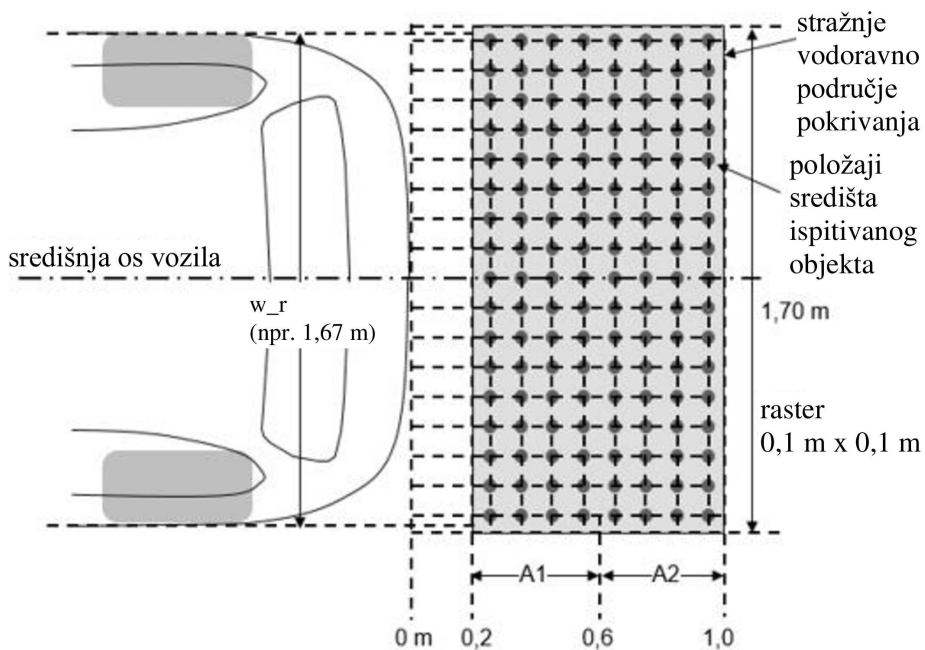 stražnje
vodoravno
područje
pokrivanja
položaji
središta
ispitivanog
objekta
središnja os vozila
w_r
(npr. 1,67 m)
1,70 m
raster
0,1 m x 0,1 m
A1
A2
0 m
0,2
0,6
1,0